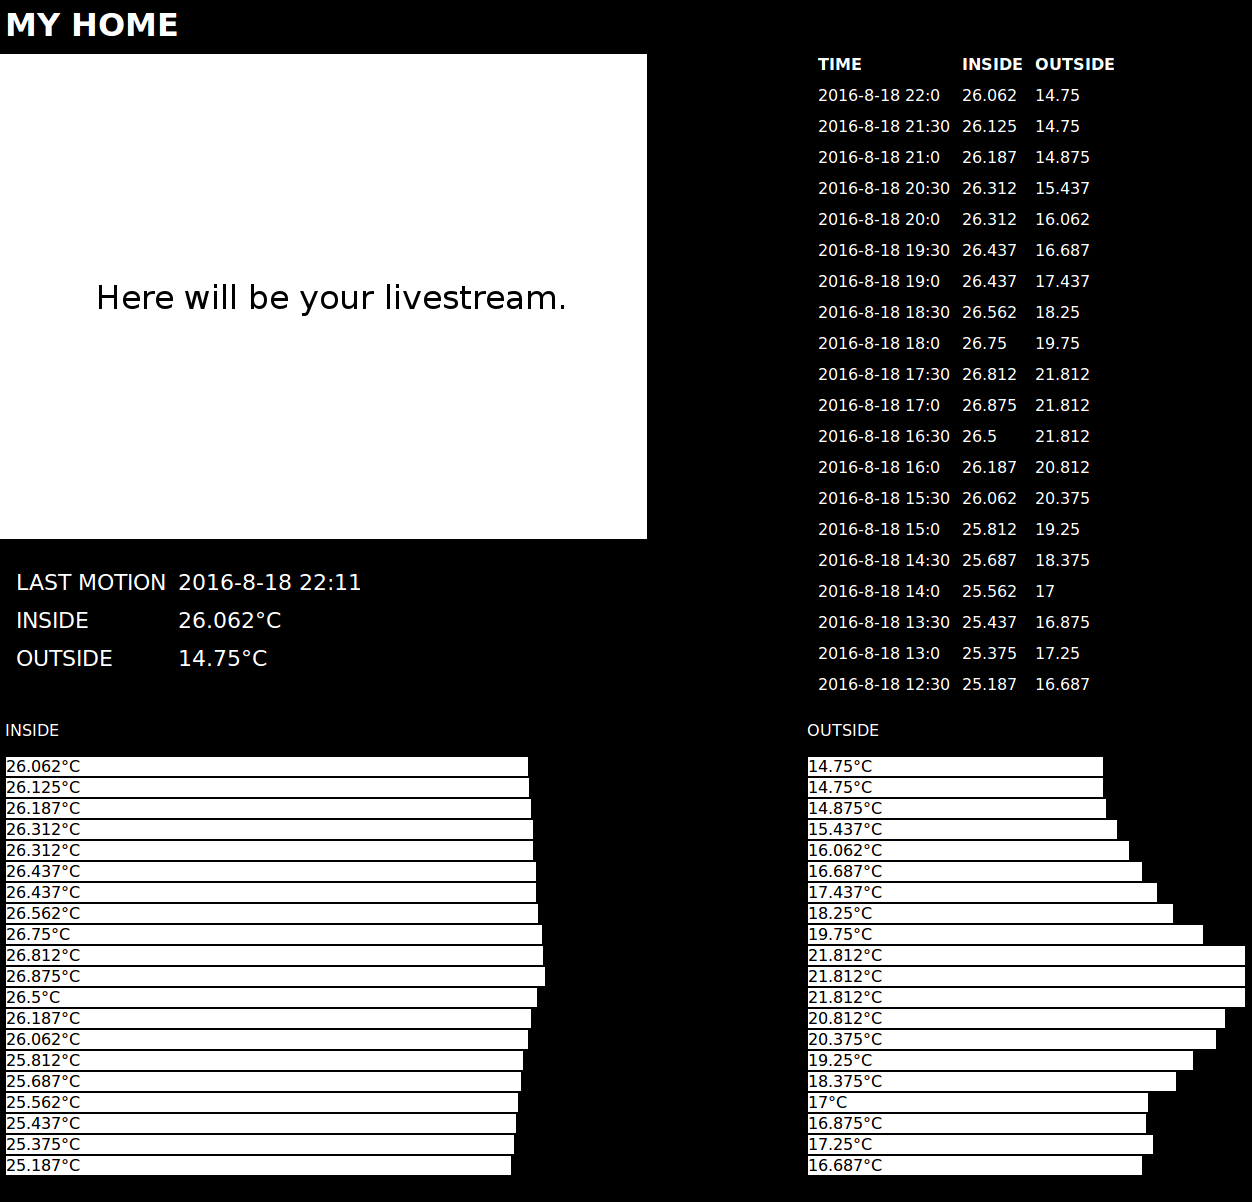 MY HOME
Here will be your livestream.
TIME INSIDE OUTSIDE
2016-8-18 22:0 26.062 14.75
2016-8-18 21:30 26.125 14.75
2016-8-18 21:0 26.187 14.875
2016-8-18 20:30 26.312 15.437
2016-8-18 20:0 26.312 16.062
2016-8-18 19:30 26.437 16.687
2016-8-18 19:0 26.437 17.437
2016-8-18 18:30 26.562 18.25
2016-8-18 18:0 26.75 19.75
2016-8-18 17:30 26.812 21.812
2016-8-18 17:0 26.875 21.812
2016-8-18 16:30 26.5 21.812
2016-8-18 16:0 26.187 20.812
2016-8-18 15:30 26.062 20.375
2016-8-18 15:0 25.812 19.25
2016-8-18 14:30 25.687 18.375
2016-8-18 14:0 25.562 17
2016-8-18 13:30 25.437 16.875
2016-8-18 13:0 25.375 17.25
2016-8-18 12:30 25.187 16.687
LAST MOTION 2016-8-18 22:11
INSIDE 26.062°C
OUTSIDE 14.75°C
INSIDE
26.062°C
26.125°C
26.187°C
26.312°C
26.312°C
26.437°C
26.437°C
26.562°C
26.75°C
26.812°C
26.875°C
26.5°C
26.187°C
26.062°C
25.812°C
25.687°C
25.562°C
25.437°C
25.375°C
25.187°C
OUTSIDE
14.75°C
14.75°C
14.875°C
15.437°C
16.062°C
16.687°C
17.437°C
18.25°C
19.75°C
21.812°C
21.812°C
21.812°C
20.812°C
20.375°C
19.25°C
18.375°C
17°C
16.875°C
17.25°C
16.687°C